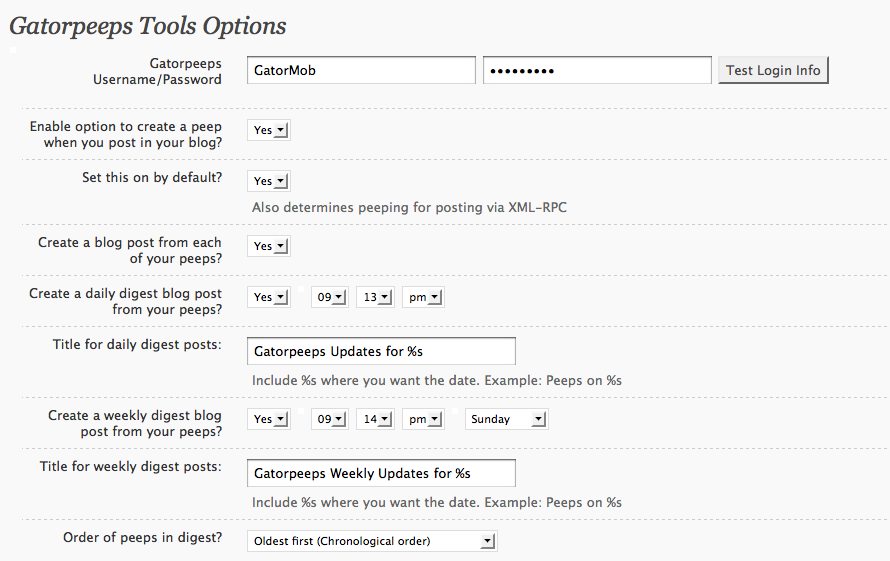 Gatorpeeps Tools Options
Gatorpeeps
Username/Password
GatorMob ••••••••• Test Login Info
Enable option to create a peep
when you post in your blog?
Yes
Set this on by default?
Yes
Also determines peeping for posting via XML-RPC
Create a blog post from each
of your peeps?
Yes
Create a daily digest blog post
from your peeps?
Yes 09 13 pm
Title for daily digest posts:
Gatorpeeps Updates for %s
Include %s where you want the date. Example: Peeps on %s
Create a weekly digest blog
post from your peeps?
Yes 09 14 pm Sunday
Title for weekly digest posts:
Gatorpeeps Weekly Updates for %s
Include %s where you want the date. Example: Peeps on %s
Order of peeps in digest?
Oldest first (Chronological order)